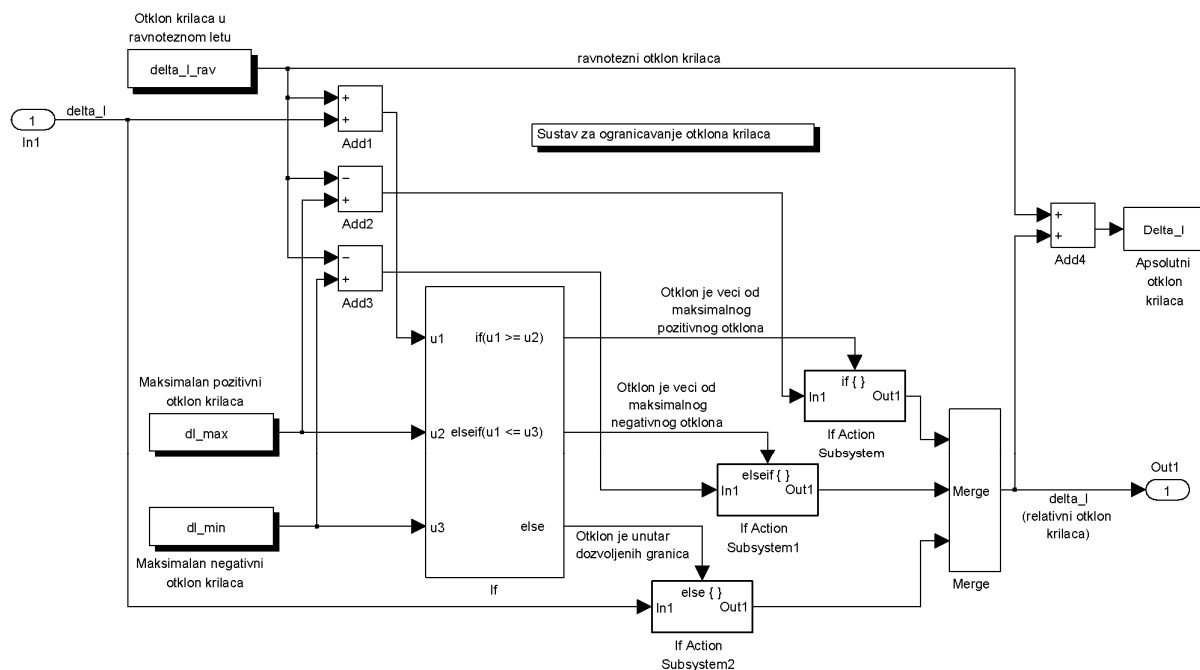 Otklon krilaca u
ravnoteznom letu
delta_l_rav
ravnotezni otklon krilaca
1
In1
delta_l
+
+
Add1
Sustav za ogranicavanje otklona krilaca
−
+
Add2
−
+
Add3
+
+
Add4
Delta_l
Apsolutni
otklon
krilaca
Otklon je veci od
maksimalnog
pozitivnog otklona
u1
if(u1 >= u2)
if { }
In1
Out1
If Action
Subsystem
Maksimalan pozitivni
otklon krilaca
dl_max
Otklon je veci od
maksimalnog
negativnog otklona
u2
elseif(u1 <= u3)
elseif { }
In1
Out1
If Action
Subsystem1
Merge
Merge
Out1
1
delta_l
(relativni otklon
krilaca)
dl_min
Maksimalan negativni
otklon krilaca
u3
else
If
Otklon je unutar
dozvoljenih granica
else { }
In1
Out1
If Action
Subsystem2